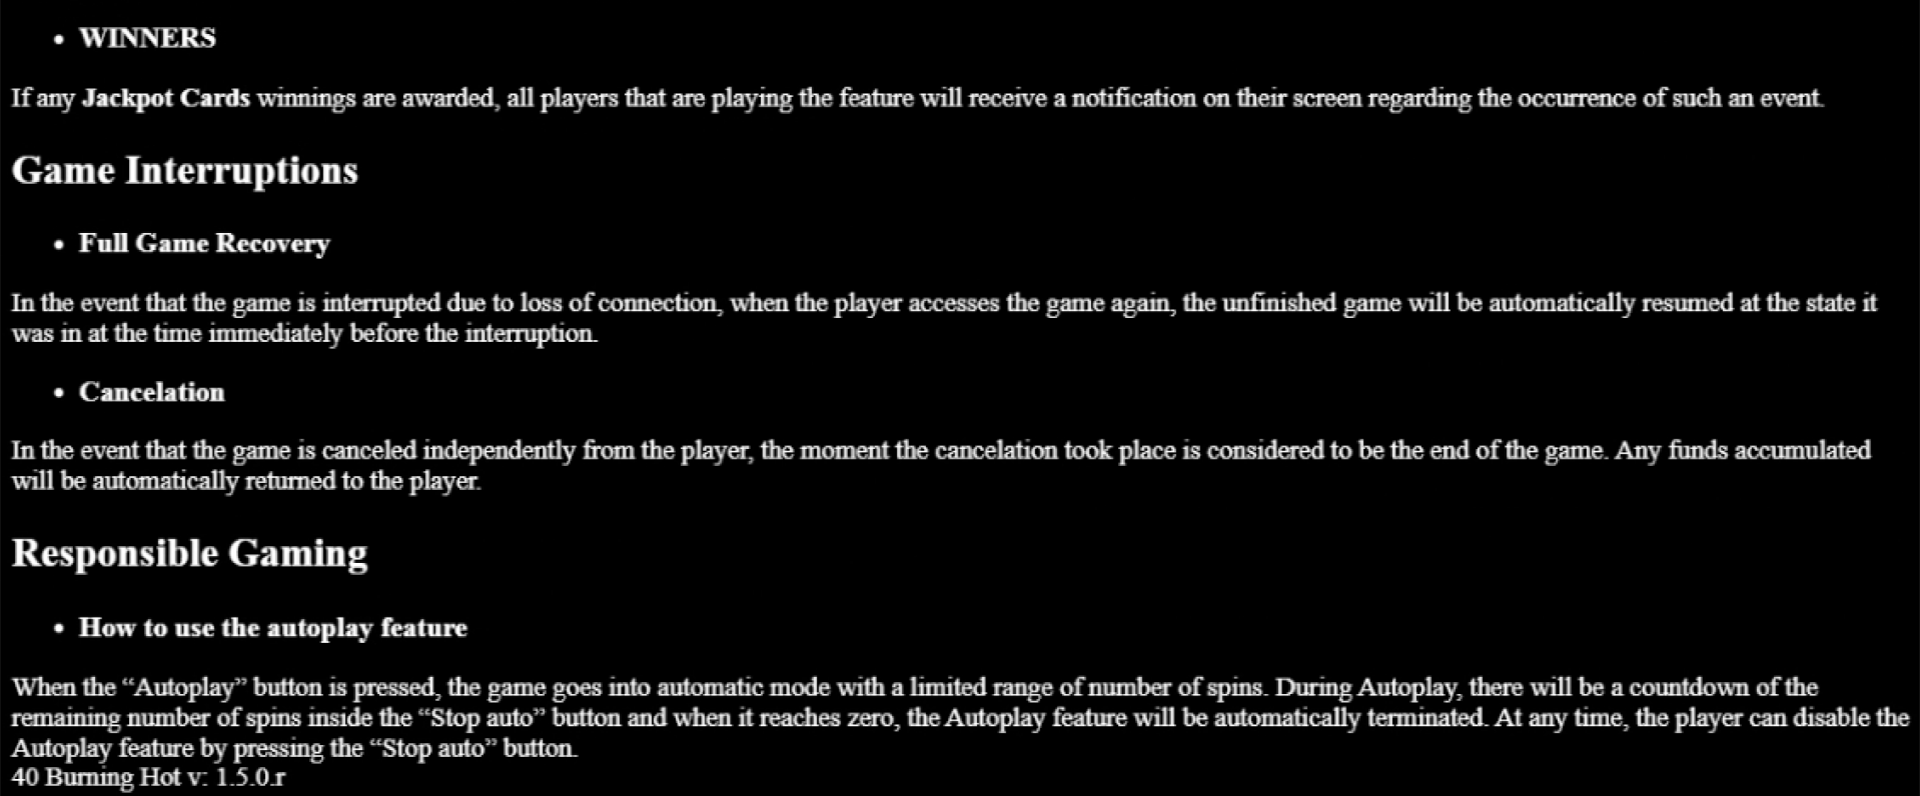 • WINNERS
If any Jackpot Cards winnings are awarded, all players that are playing the feature will receive a notification on their screen regarding the occurrence of such an event.
Game Interruptions
• Full Game Recovery
In the event that the game is interrupted due to loss of connection, when the player accesses the game again, the unfinished game will be automatically resumed at the state it
was in at the time immediately before the interruption.
• Cancelation
In the event that the game is canceled independently from the player, the moment the cancelation took place is considered to be the end of the game. Any funds accumulated
will be automatically returned to the player.
Responsible Gaming
• How to use the autoplay feature
When the “Autoplay” button is pressed, the game goes into automatic mode with a limited range of number of spins. During Autoplay, there will be a countdown of the
remaining number of spins inside the “Stop auto” button and when it reaches zero, the Autoplay feature will be automatically terminated. At any time, the player can disable the
Autoplay feature by pressing the “Stop auto” button.
40 Burning Hot v: 1.5.0.r